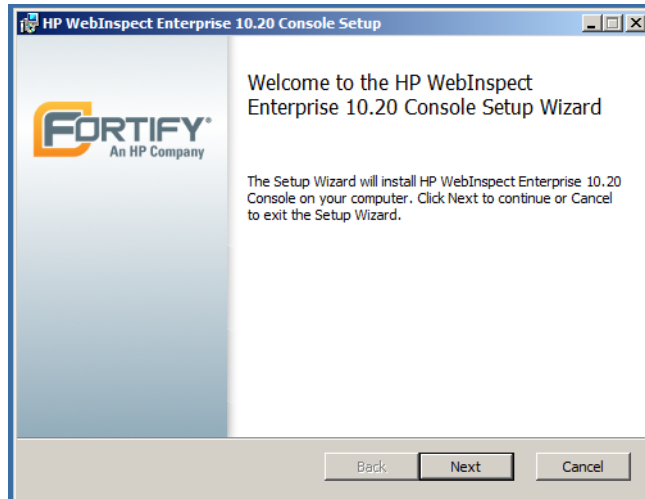 HP WebInspect Enterprise 10.20 Console Setup
Welcome to the HP WebInspect
Enterprise 10.20 Console Setup Wizard
FORTIFY
An HP Company
The Setup Wizard will install HP WebInspect Enterprise 10.20
Console on your computer. Click Next to continue or Cancel
to exit the Setup Wizard.
Back
Next
Cancel